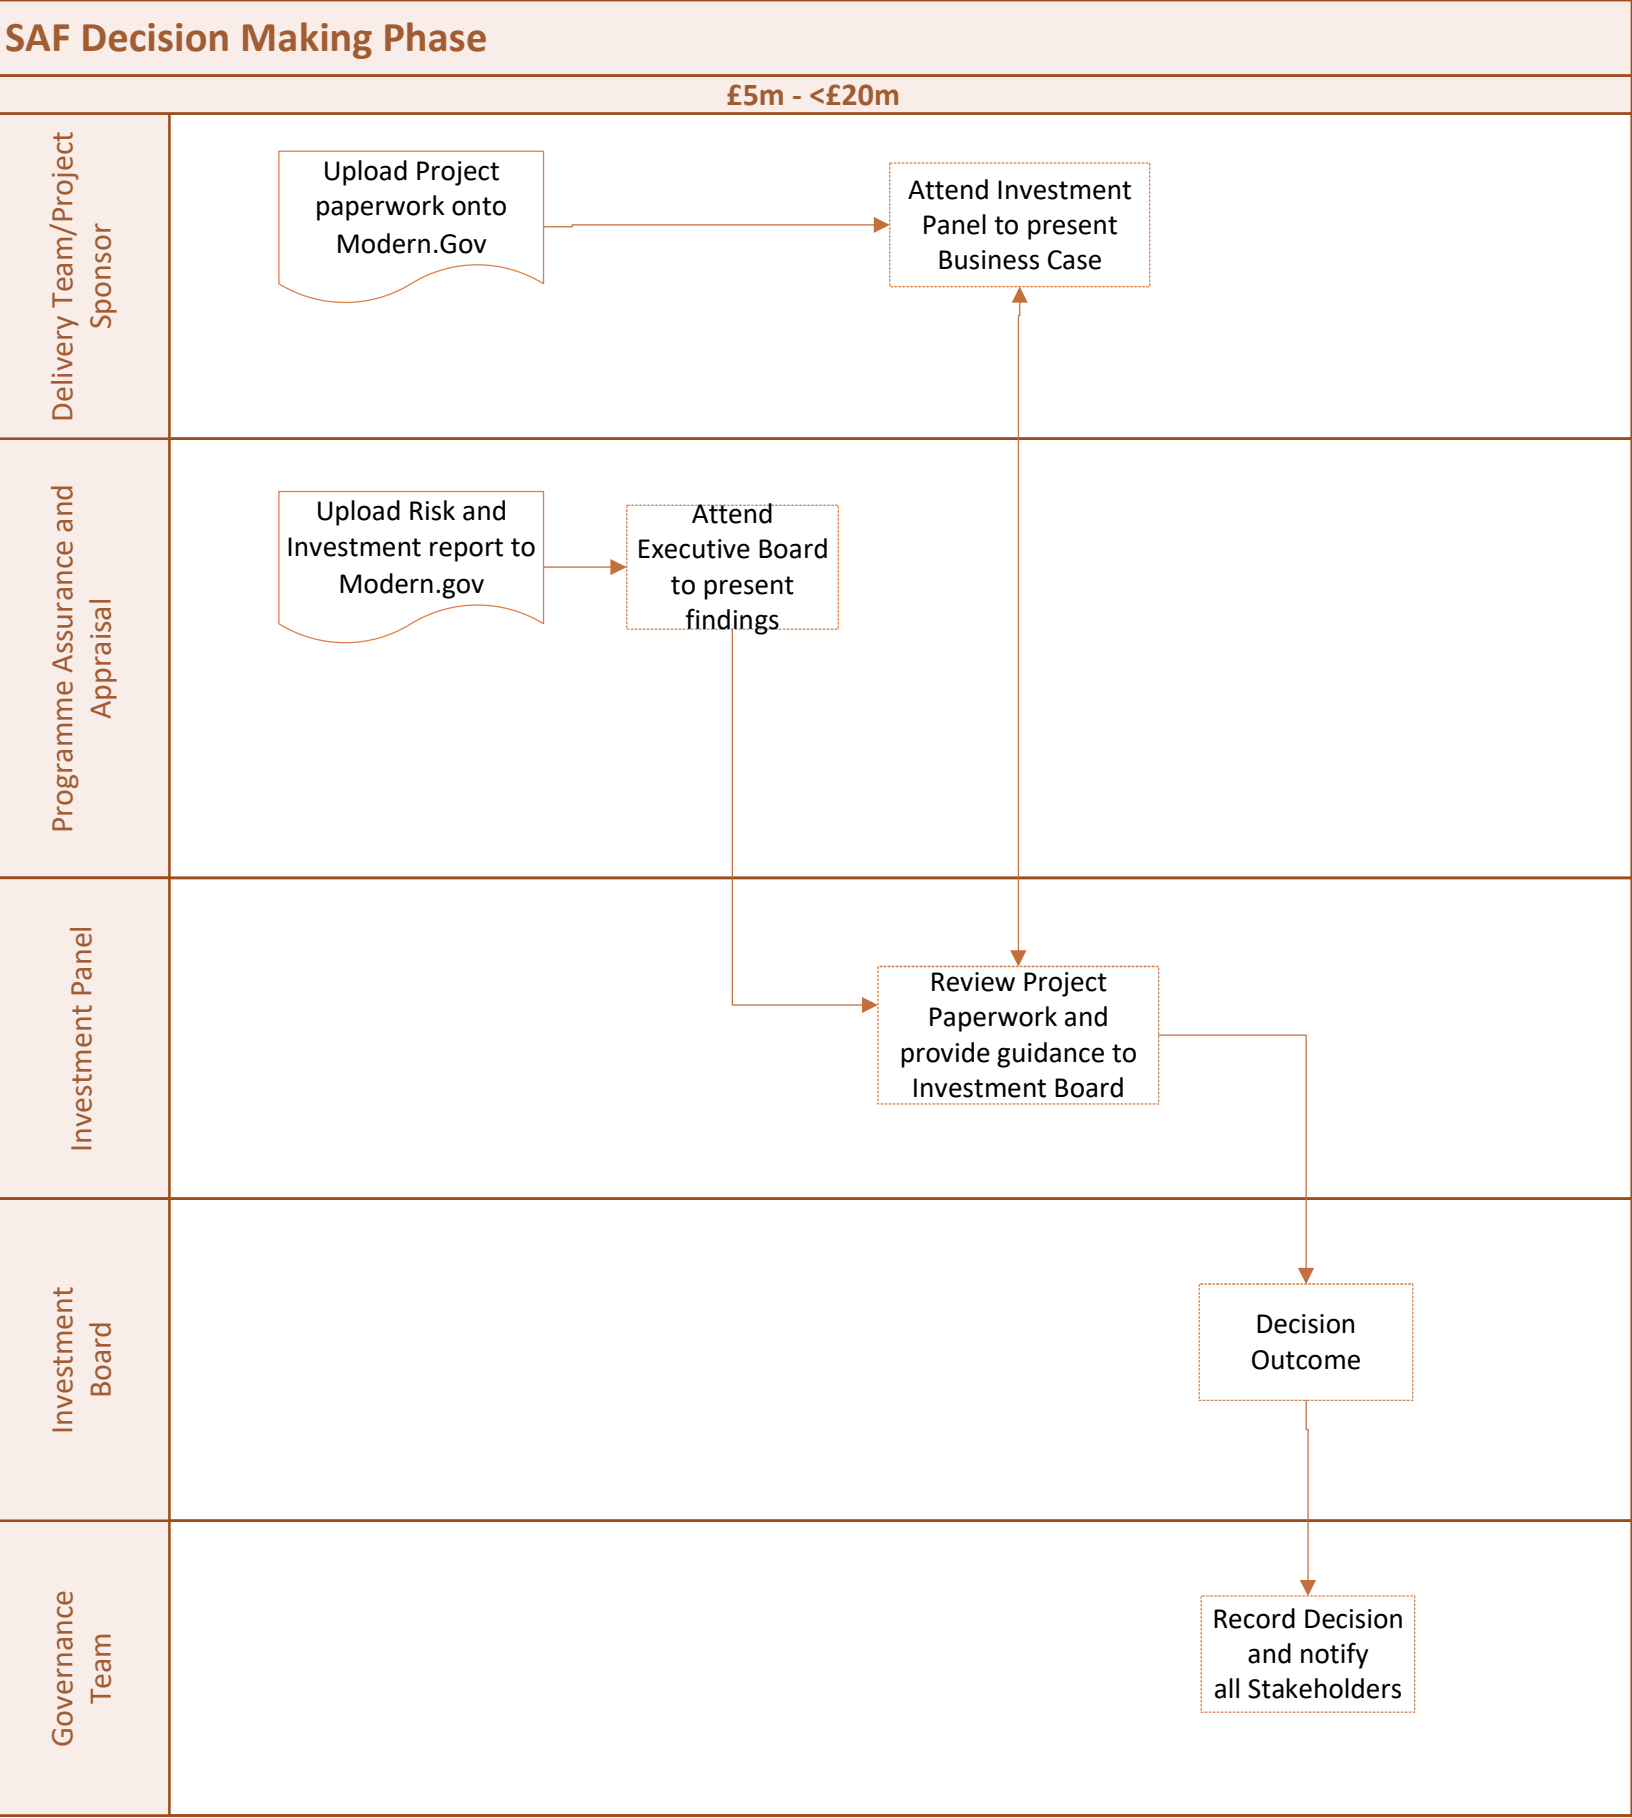 SAF Decision Making Phase
£5m - <£20m
Delivery Team/Project
Sponsor
Upload Project
paperwork onto
Modern.Gov
Attend Investment
Panel to present
Business Case
Programme Assurance and
Appraisal
Upload Risk and
Investment report to
Modern.gov
Attend
Executive Board
to present
findings
Investment Panel
Review Project
Paperwork and
provide guidance to
Investment Board
Investment
Board
Decision
Outcome
Governance
Team
Record Decision
and notify
all Stakeholders